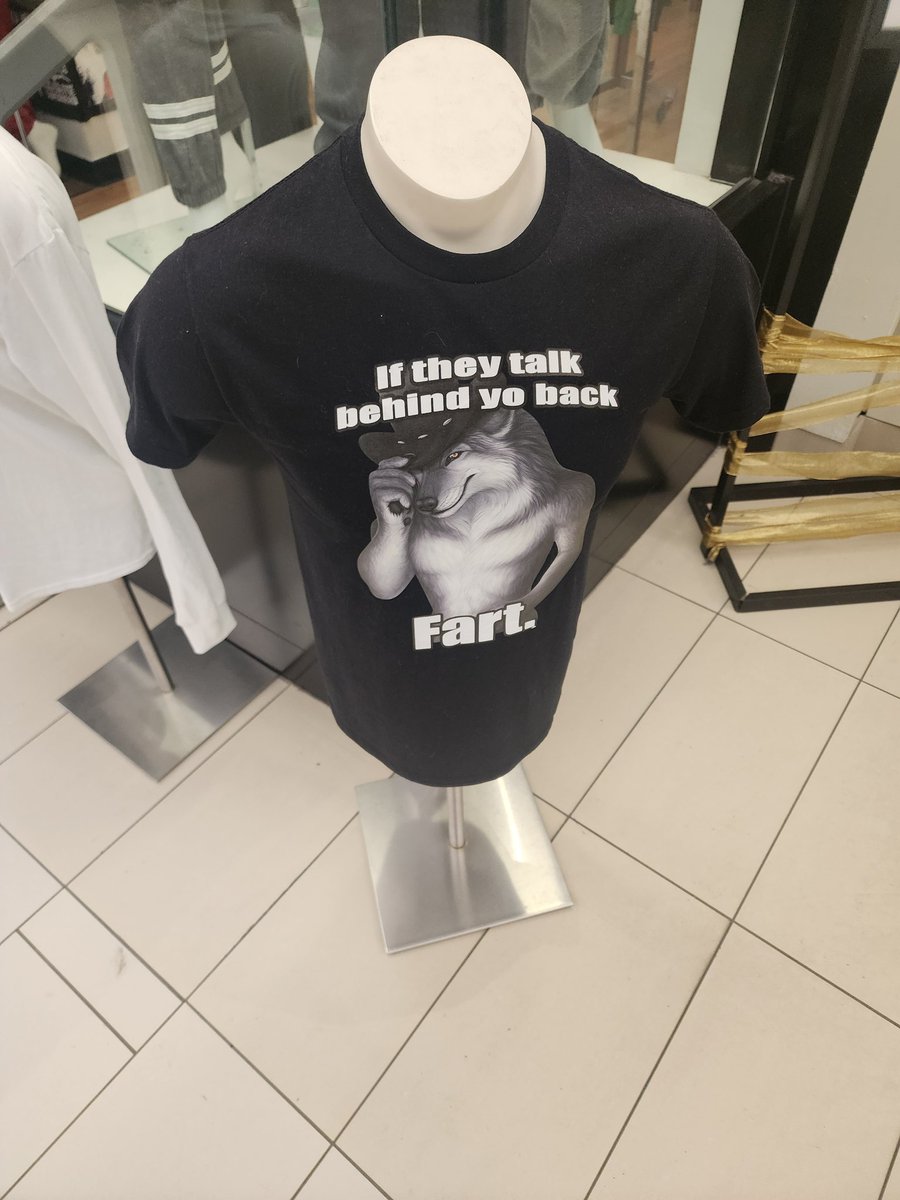 If they talk
behind yo back
Fart.